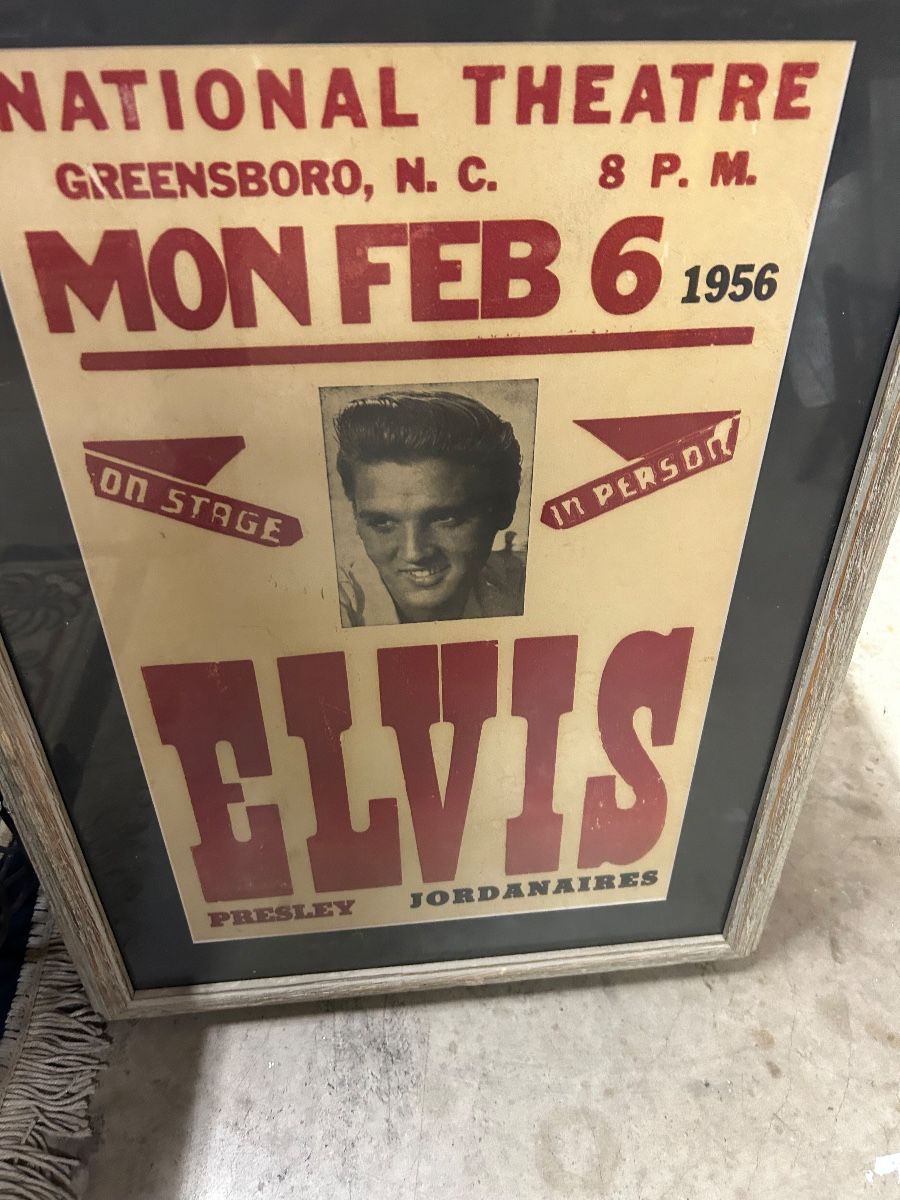 NATIONAL THEATRE
GREENSBORO, N. C. 8 P. M.
MON FEB 6 1956
ON STAGE
IN PERSON
ELVIS
PRESLEY JORDANAIRES